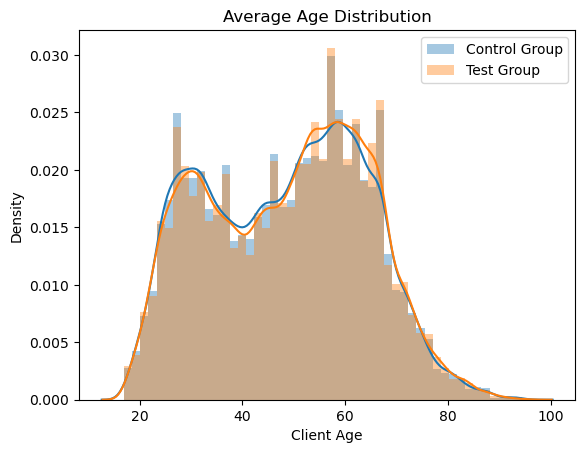 Average Age Distribution
Control Group
Test Group
0.030
0.025
0.020
0.015
0.010
0.005
0.000
Density
20 40 60 80 100
Client Age